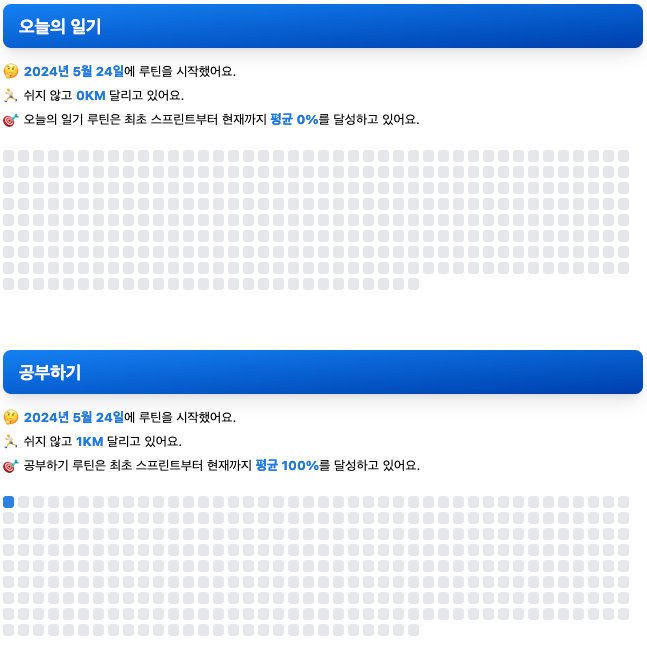 오늘의 일기
🤔 2024년 5월 24일에 루틴을 시작했어요.
🏃 쉬지 않고 0KM 달리고 있어요.
🎯 오늘의 일기 루틴은 최초 스프린트부터 현재까지 평균 0%를 달성하고 있어요.
공부하기
🤔 2024년 5월 24일에 루틴을 시작했어요.
🏃 쉬지 않고 1KM 달리고 있어요.
🎯 공부하기 루틴은 최초 스프린트부터 현재까지 평균 100%를 달성하고 있어요.